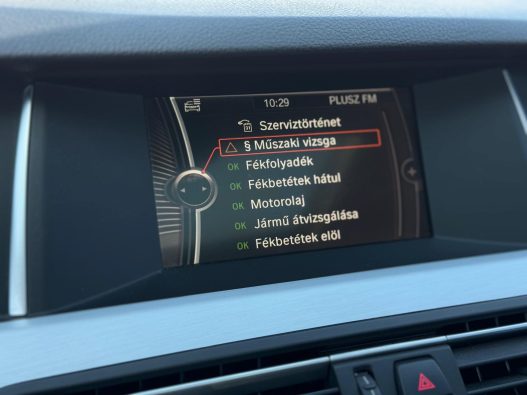 10:29 PLUSZ FM
Szerviztörténet
§ Műszaki vizsga
OK Fékfolyadék
OK Fékbetétek hátul
OK Motorolaj
OK Jármű átvizsgálása
OK Fékbetétek elöl